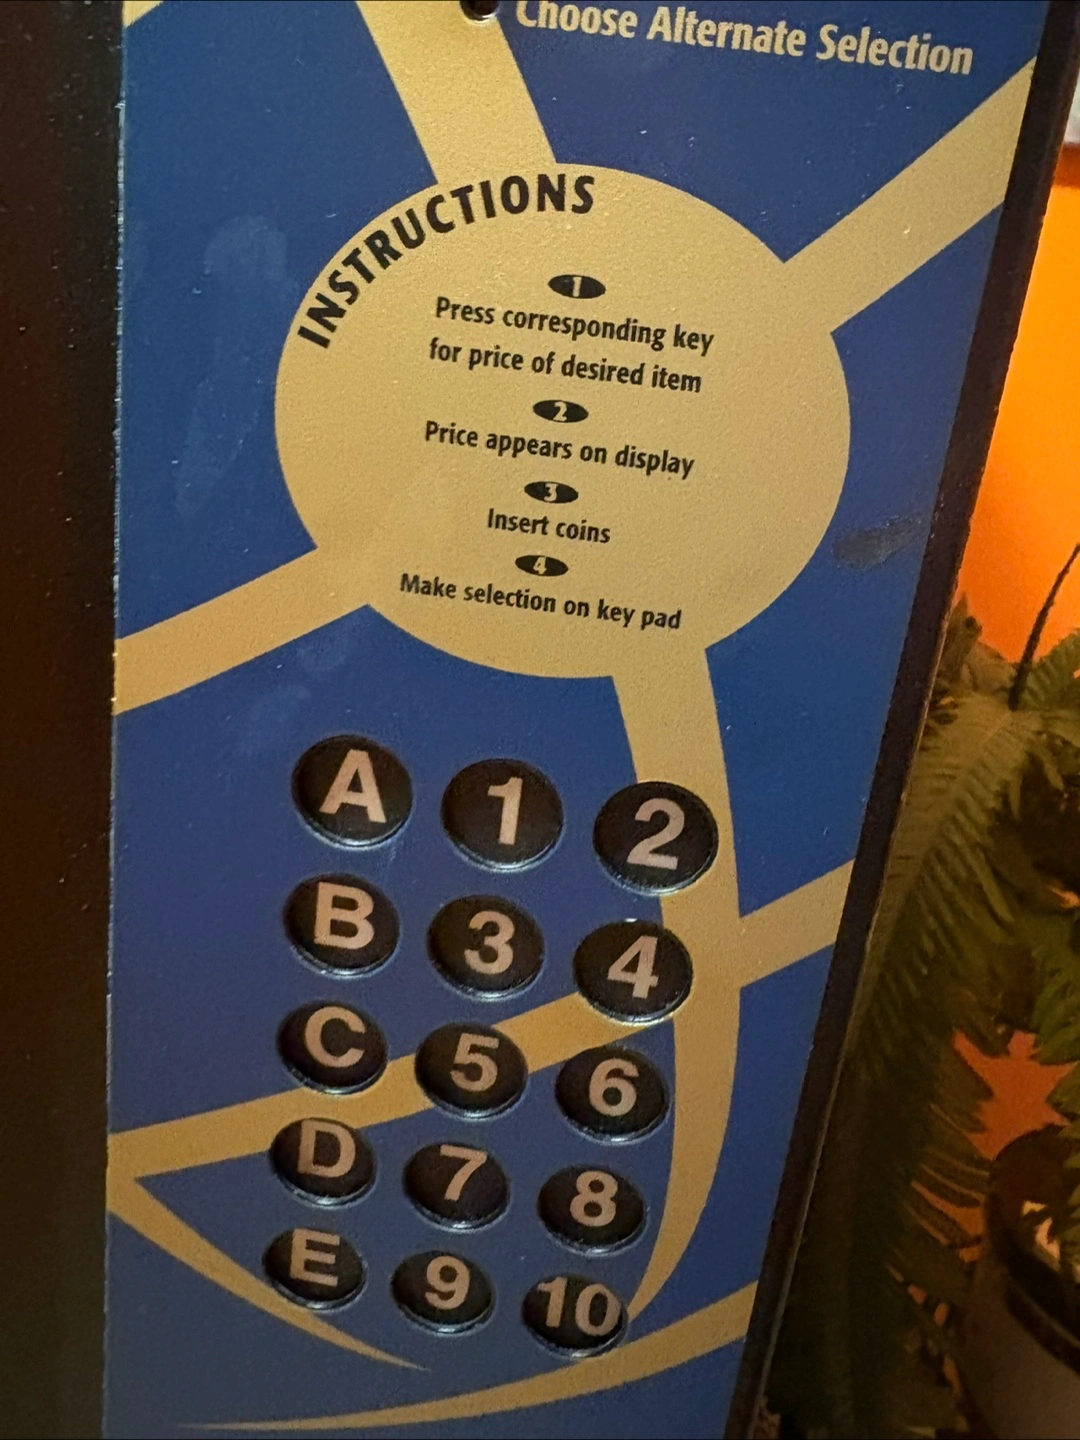 Choose Alternate Selection
INSTRUCTIONS
1
Press corresponding key
for price of desired item
2
Price appears on display
3
Insert coins
4
Make selection on key pad
A 1 2
B 3 4
C 5 6
D 7 8
E 9 10